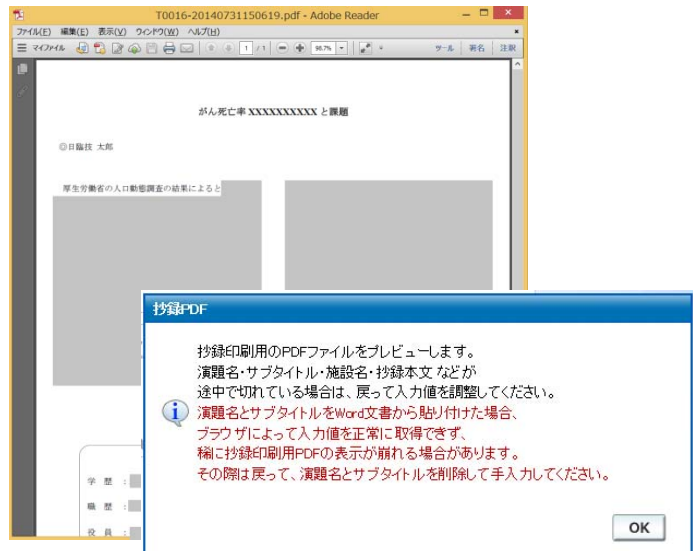 T0016-20140731150619.pdf - Adobe Reader
ファイル(F) 編集(E) 表示(V) ウィンドウ(W) ヘルプ(H)
マイファイル 1 / 1 98.7% ツール 署名 注釈
がん死亡率 XXXXXXXXXX と課題
◎日臨技 太郎
厚生労働省の人口動態調査の結果によると
抄録PDF
抄録印刷用のPDFファイルをプレビューします。
演題名・サブタイトル・施設名・抄録本文などが
途中で切れている場合は、戻って入力値を調整してください。
演題名とサブタイトルをWord文書から貼り付けた場合、
ブラウザによって入力値を正常に取得できず、
稀に抄録印刷用PDFの表示が崩れる場合があります。
その際は戻って、演題名とサブタイトルを削除して手入力してください。
OK
学 歴 :
職 歴 :
役 員 :